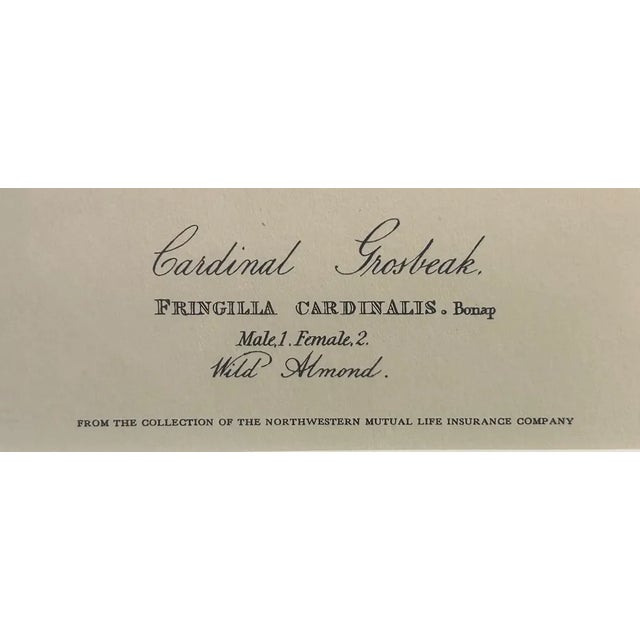 Cardinal Grosbeak.
FRINGILLA CARDINALIS. Bonap
Male,1. Female,2.
Wild Almond.
FROM THE COLLECTION OF THE NORTHWESTERN MUTUAL LIFE INSURANCE COMPANY